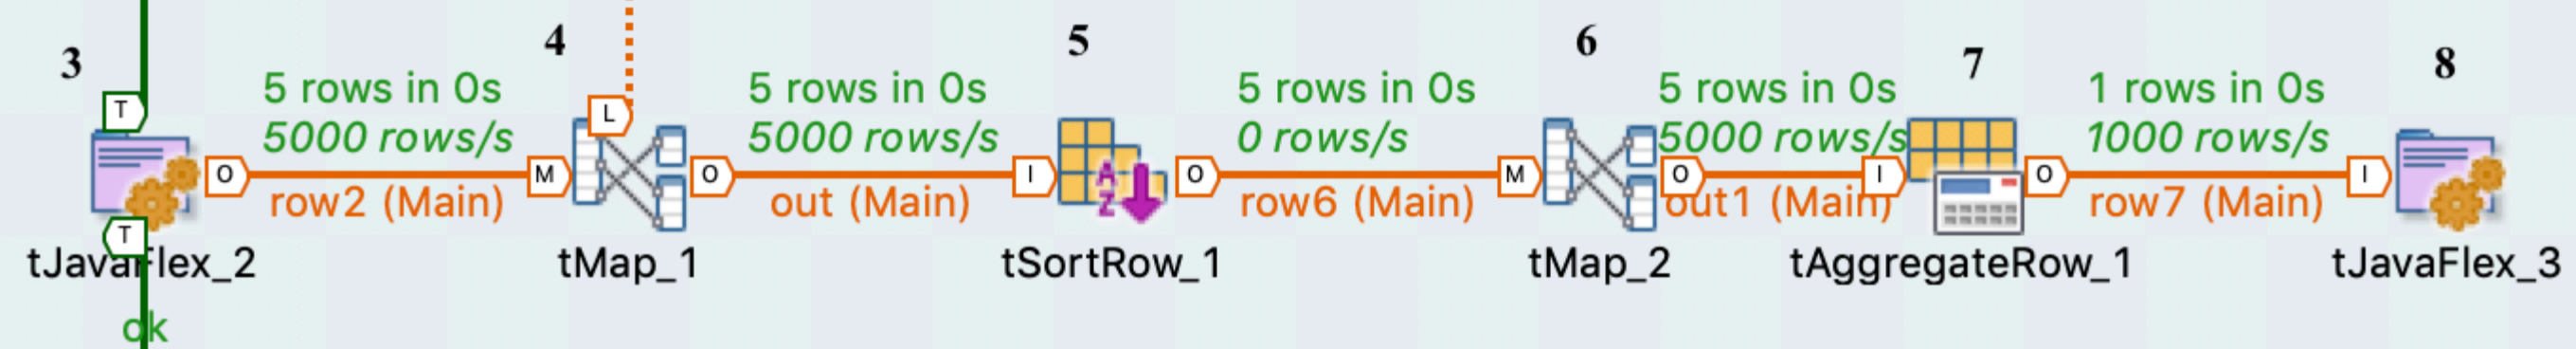 3
4
5
6
7
8
5 rows in 0s
5 rows in 0s
5 rows in 0s
5 rows in 0s
1 rows in 0s
T
L
5000 rows/s
5000 rows/s
0 rows/s
5000 rows/s
1000 rows/s
O
M
O
I
O
M
O
I
O
I
row2 (Main)
out (Main)
row6 (Main)
out1 (Main)
row7 (Main)
A
Z
T
tJavaFlex_2
tMap_1
tSortRow_1
tMap_2
tAggregateRow_1
tJavaFlex_3
ok